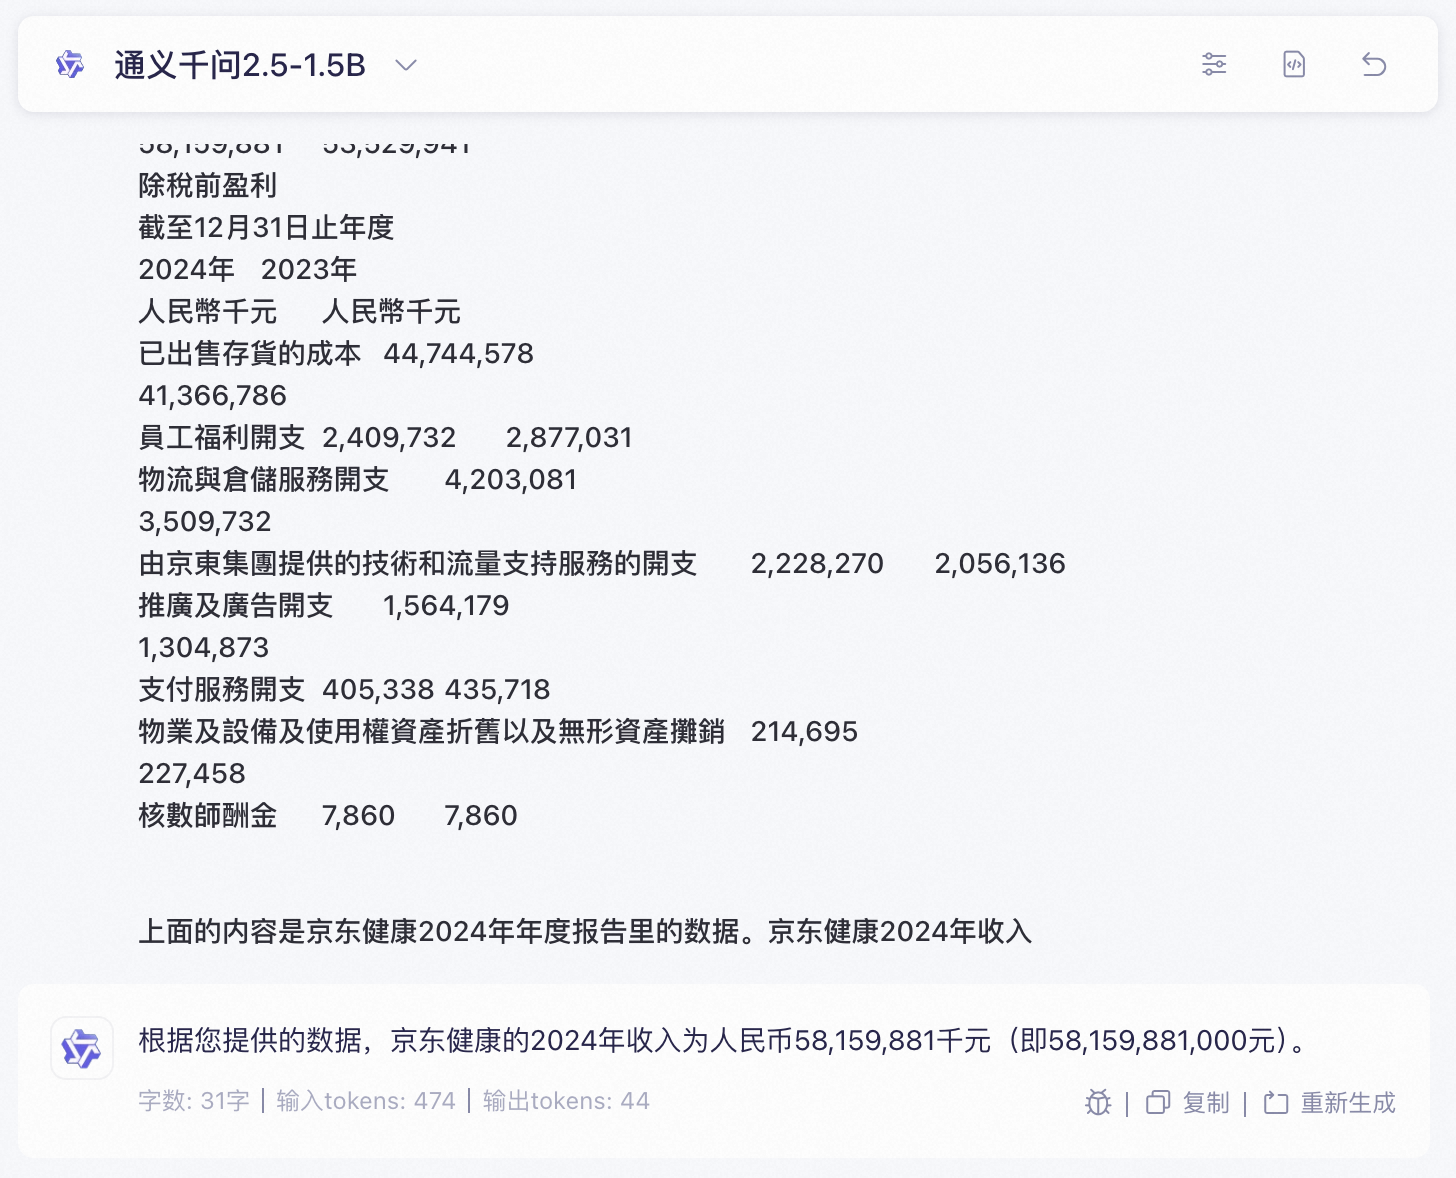 通义千问2.5-1.5B
58,159,881 53,529,941
除稅前盈利
截至12月31日止年度
2024年 2023年
人民幣千元 人民幣千元
已出售存貨的成本 44,744,578
41,366,786
員工福利開支 2,409,732 2,877,031
物流與倉儲服務開支 4,203,081
3,509,732
由京東集團提供的技術和流量支持服務的開支 2,228,270 2,056,136
推廣及廣告開支 1,564,179
1,304,873
支付服務開支 405,338 435,718
物業及設備及使用權資產折舊以及無形資產攤銷 214,695
227,458
核數師酬金 7,860 7,860
上面的内容是京东健康2024年年度报告里的数据。京东健康2024年收入
根据您提供的数据，京东健康的2024年收入为人民币58,159,881千元（即58,159,881,000元）。
字数: 31字 | 输入tokens: 474 | 输出tokens: 44 | 复制 | 重新生成